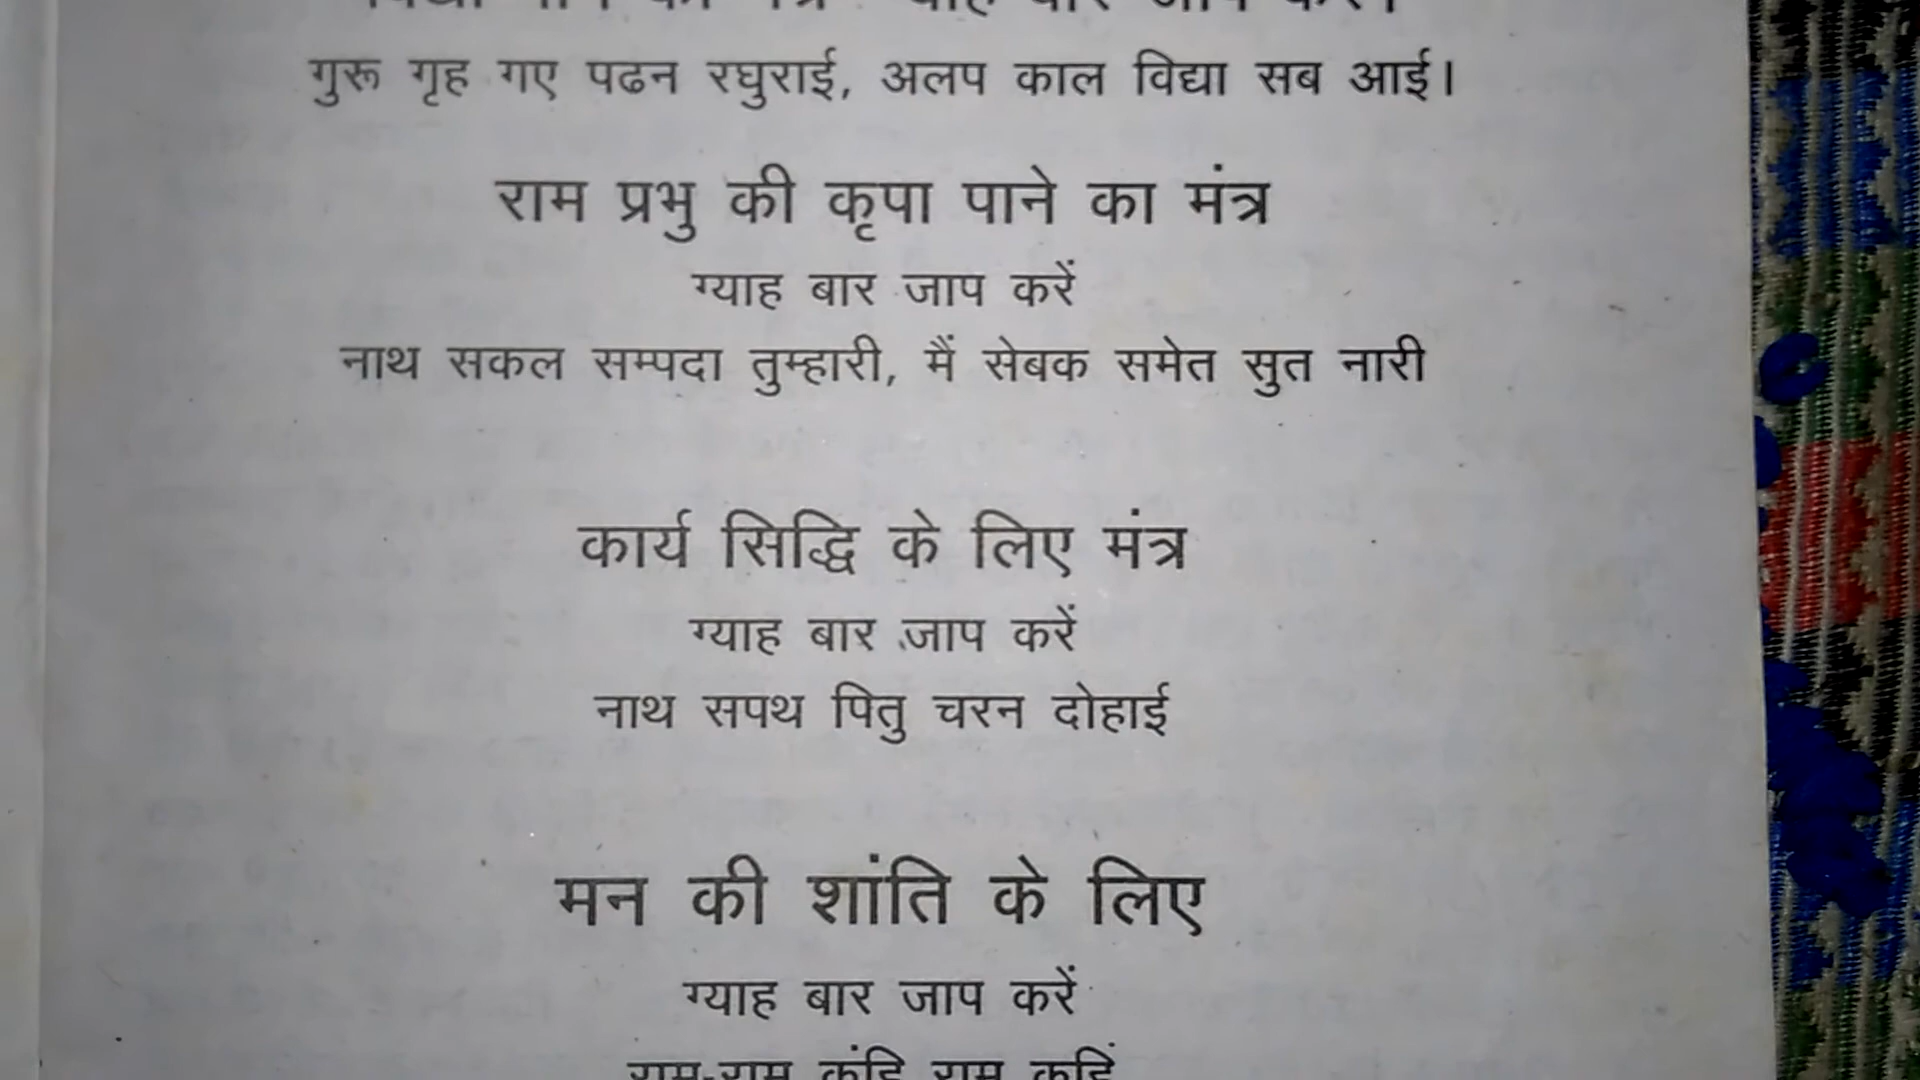 गुरू गृह गए पढन रघुराई, अलप काल विद्या सब आई।
राम प्रभु की कृपा पाने का मंत्र
ग्याह बार जाप करें
नाथ सकल सम्पदा तुम्हारी, मैं सेबक समेत सुत नारी
कार्य सिद्धि के लिए मंत्र
ग्याह बार जाप करें
नाथ सपथ पितु चरन दोहाई
मन की शांति के लिए
ग्याह बार जाप करें